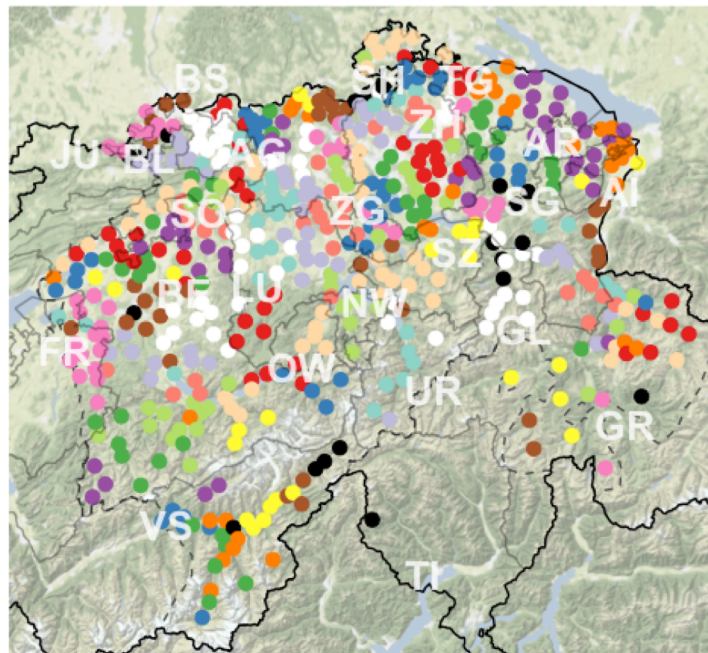 BS SH TG
JU BL AG ZH AR
AI
SO ZG SG
BE LU SZ
FR NW GL
OW UR
GR
VS
TI